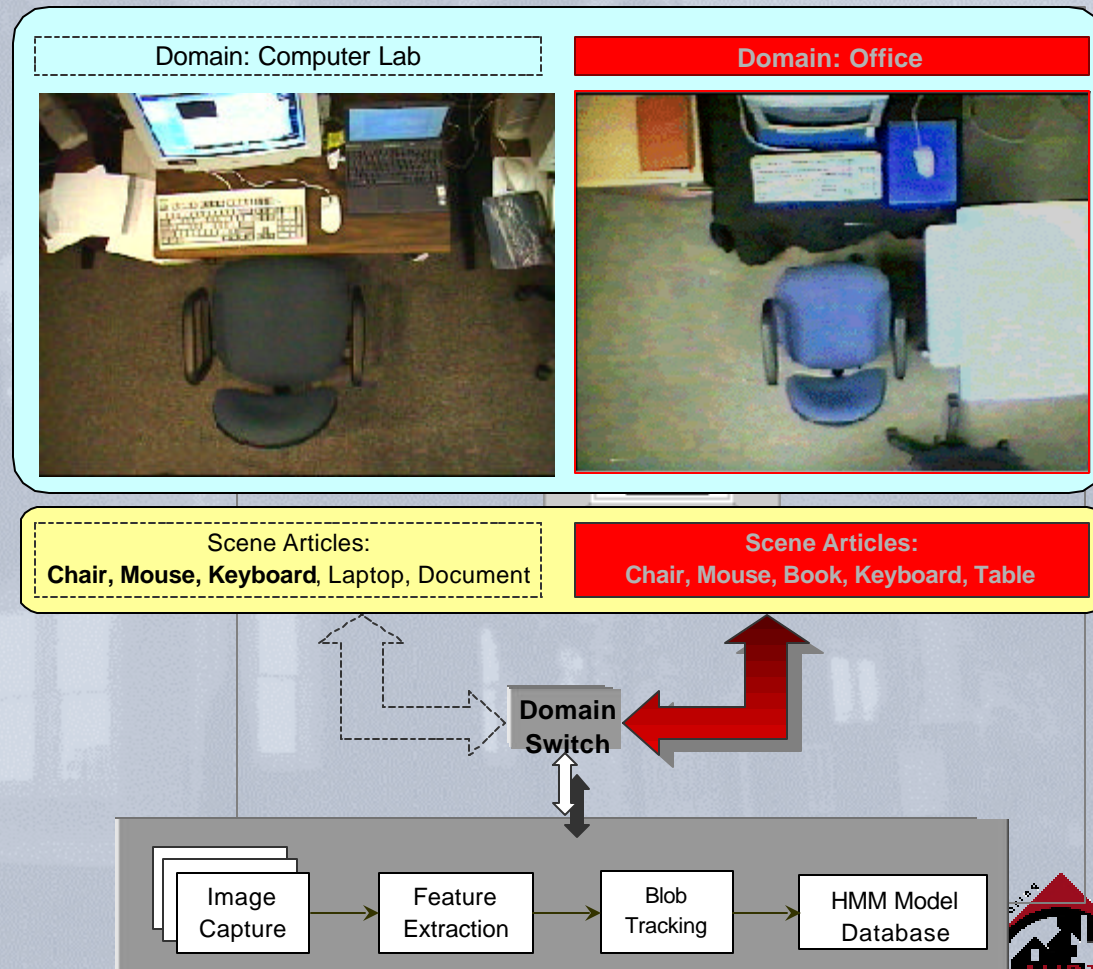 Domain: Computer Lab
Domain: Office
Scene Articles:
Chair, Mouse, Keyboard, Laptop, Document
Scene Articles:
Chair, Mouse, Book, Keyboard, Table
Domain
Switch
Image
Capture
Feature
Extraction
Blob
Tracking
HMM Model
Database